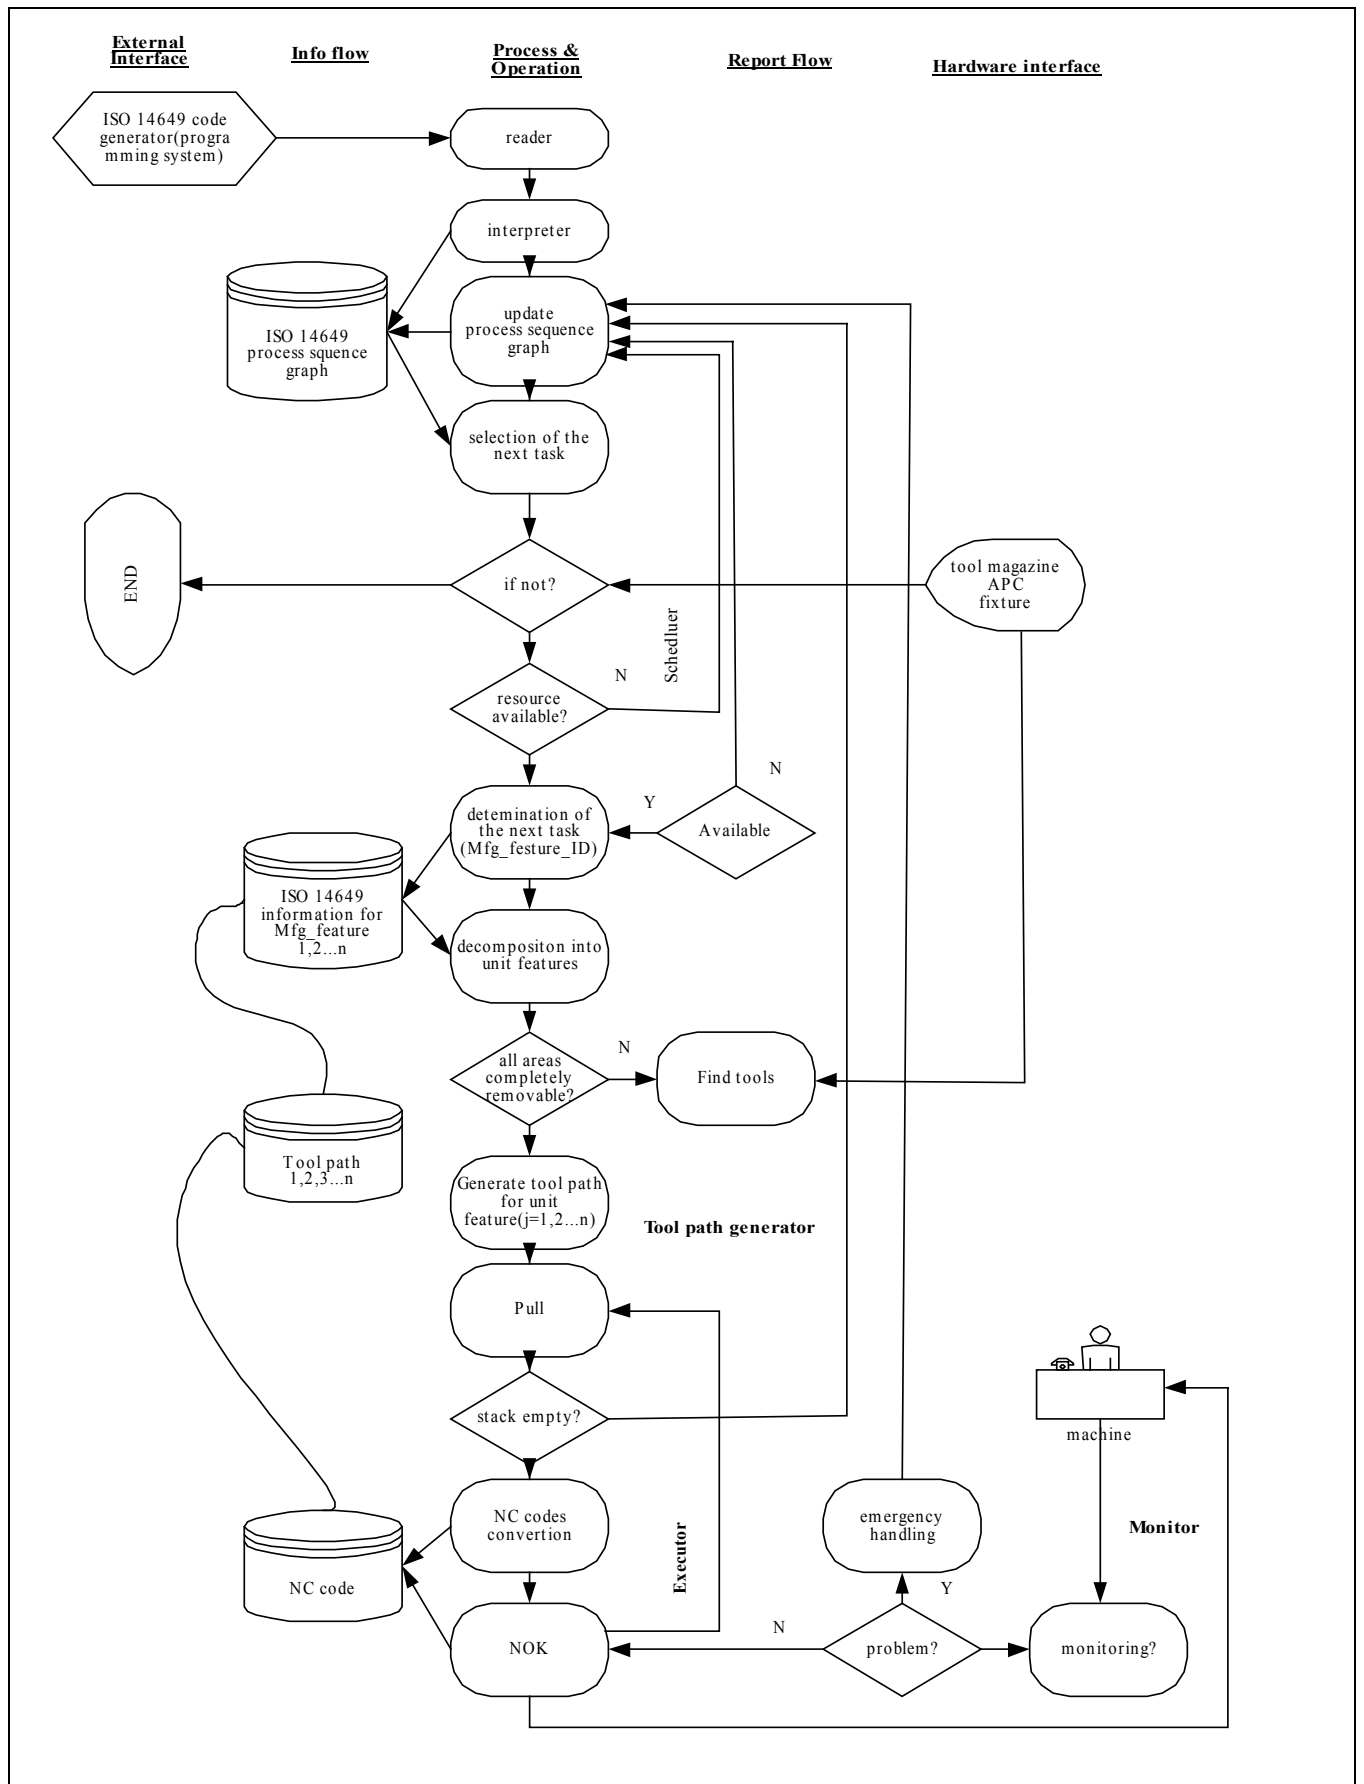 External
Interface
Info flow
Process &
Operation
Report Flow
Hardware interface
ISO 14649 code
generator(progra
mming system)
reader
interpreter
update
process sequence
graph
ISO 14649
process squence
graph
selection of the
next task
END
if not?
tool magazine
APC
fixture
Schedluer
N
resource
available?
N
Y
detemination of
the next task
(Mfg_festure_ID)
Available
ISO 14649
information for
Mfg_feature
1,2...n
decompositon into
unit features
N
all areas
completely
removable?
Find tools
Tool path
1,2,3...n
Generate tool path
for unit
feature(j=1,2...n)
Tool path generator
Pull
stack empty?
machine
NC codes
convertion
emergency
handling
Monitor
Executor
NC code
Y
N
NOK
problem?
monitoring?